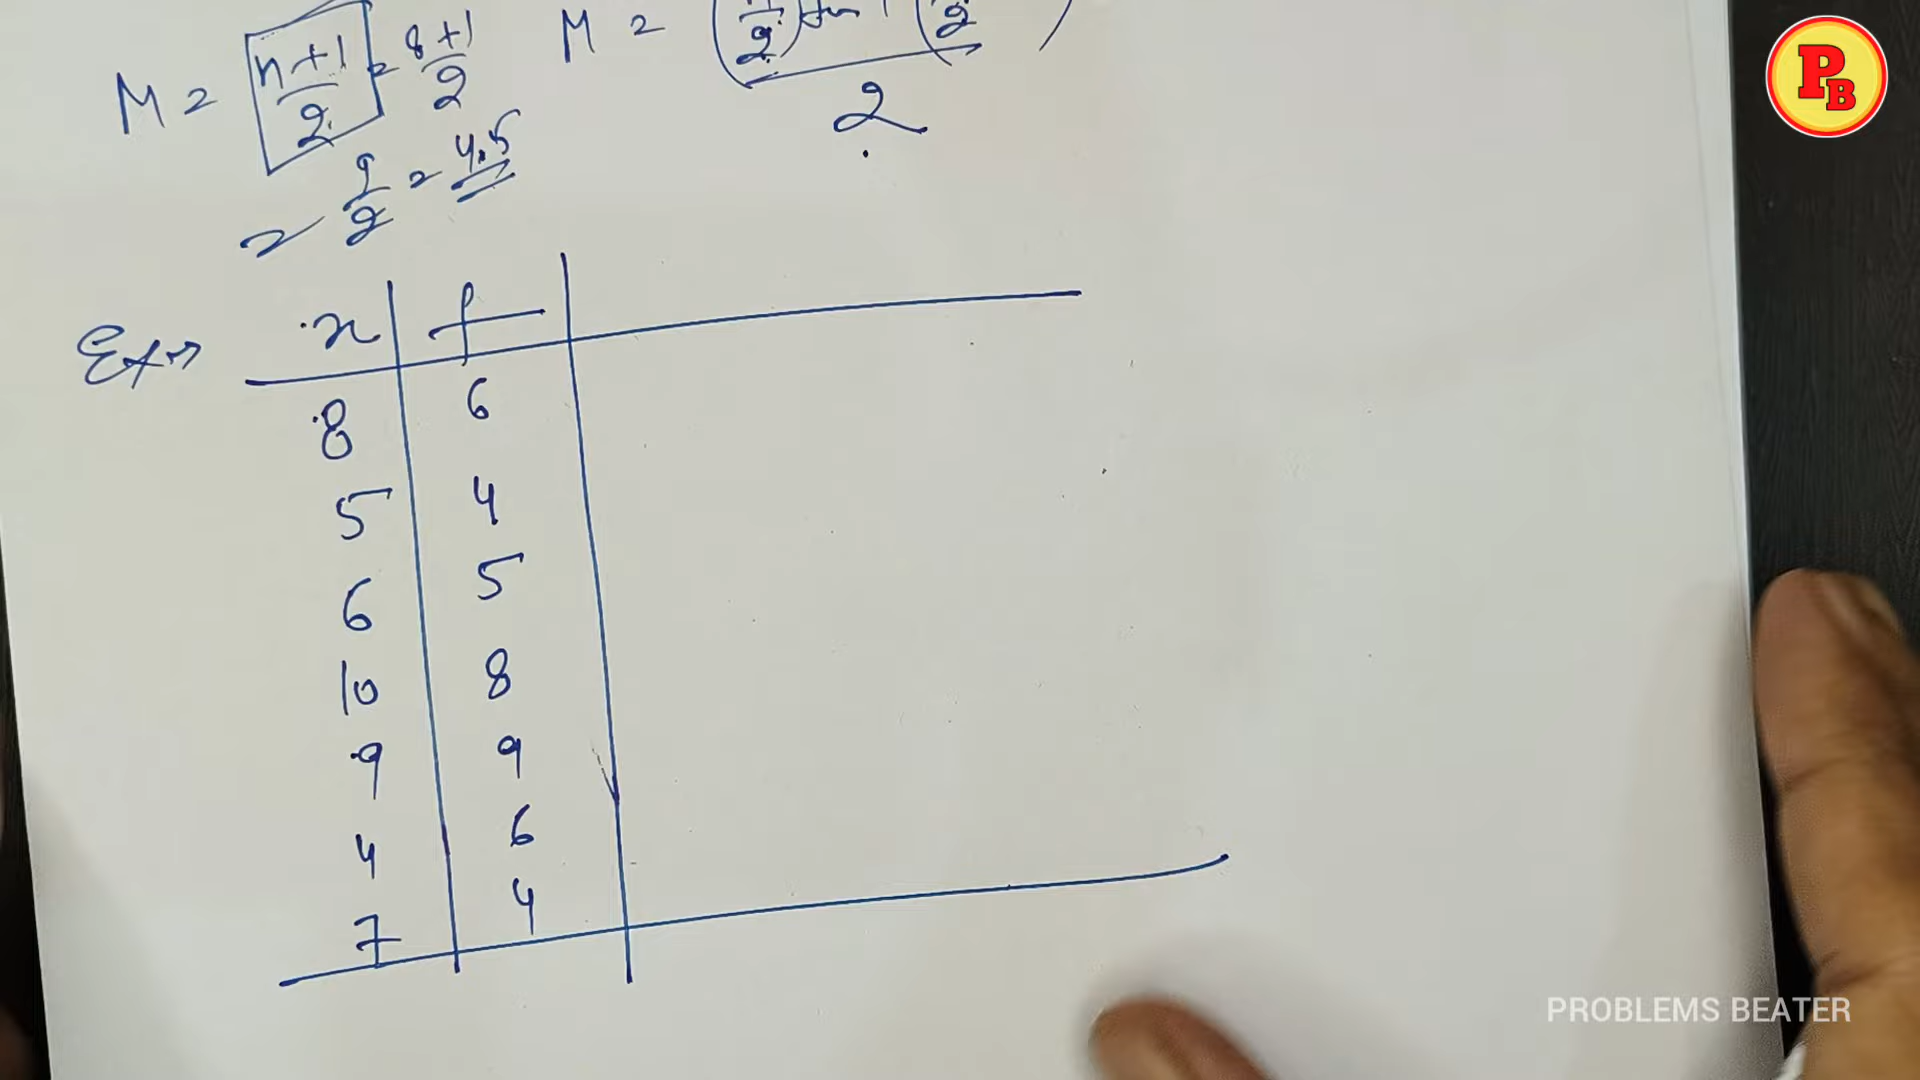 M = n+1/2 = 8+1/2
= 9/2 = 4.5
M =
2
PB
Ex→ x f
8 6
5 4
6 5
10 8
9 9
4 6
7 4
PROBLEMS BEATER